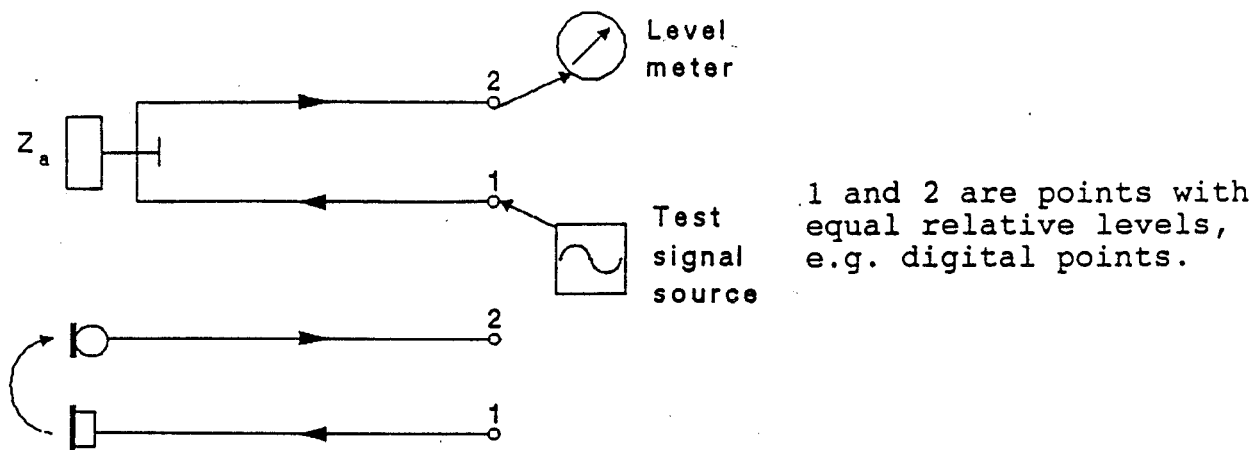 Level
meter
2
Z a
1
Test
signal
source
1 and 2 are points with
equal relative levels,
e.g. digital points.
2
1